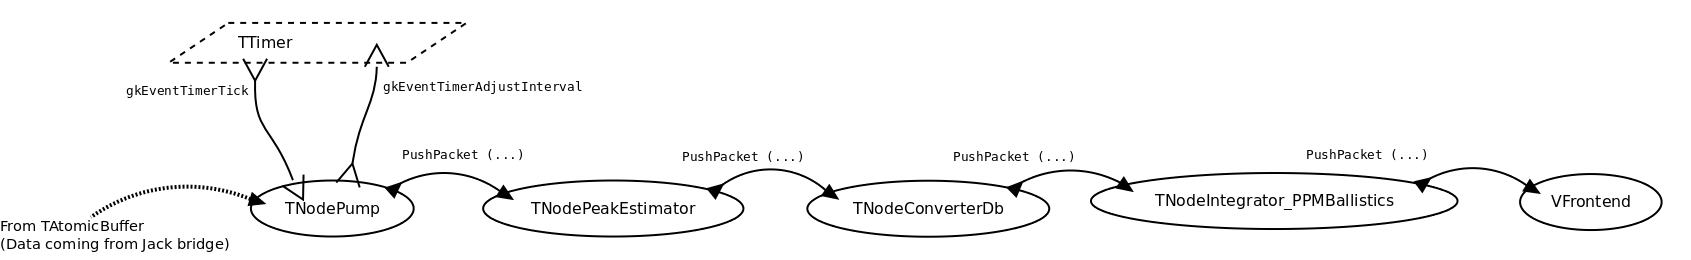 TTimer
gkEventTimerTick
gkEventTimerAdjustInterval
PushPacket (...)
PushPacket (...)
PushPacket (...)
PushPacket (...)
From TAtomicBuffer
(Data coming from Jack bridge)
TNodePump
TNodePeakEstimator
TNodeConverterDb
TNodeIntegrator_PPMBallistics
VFrontend